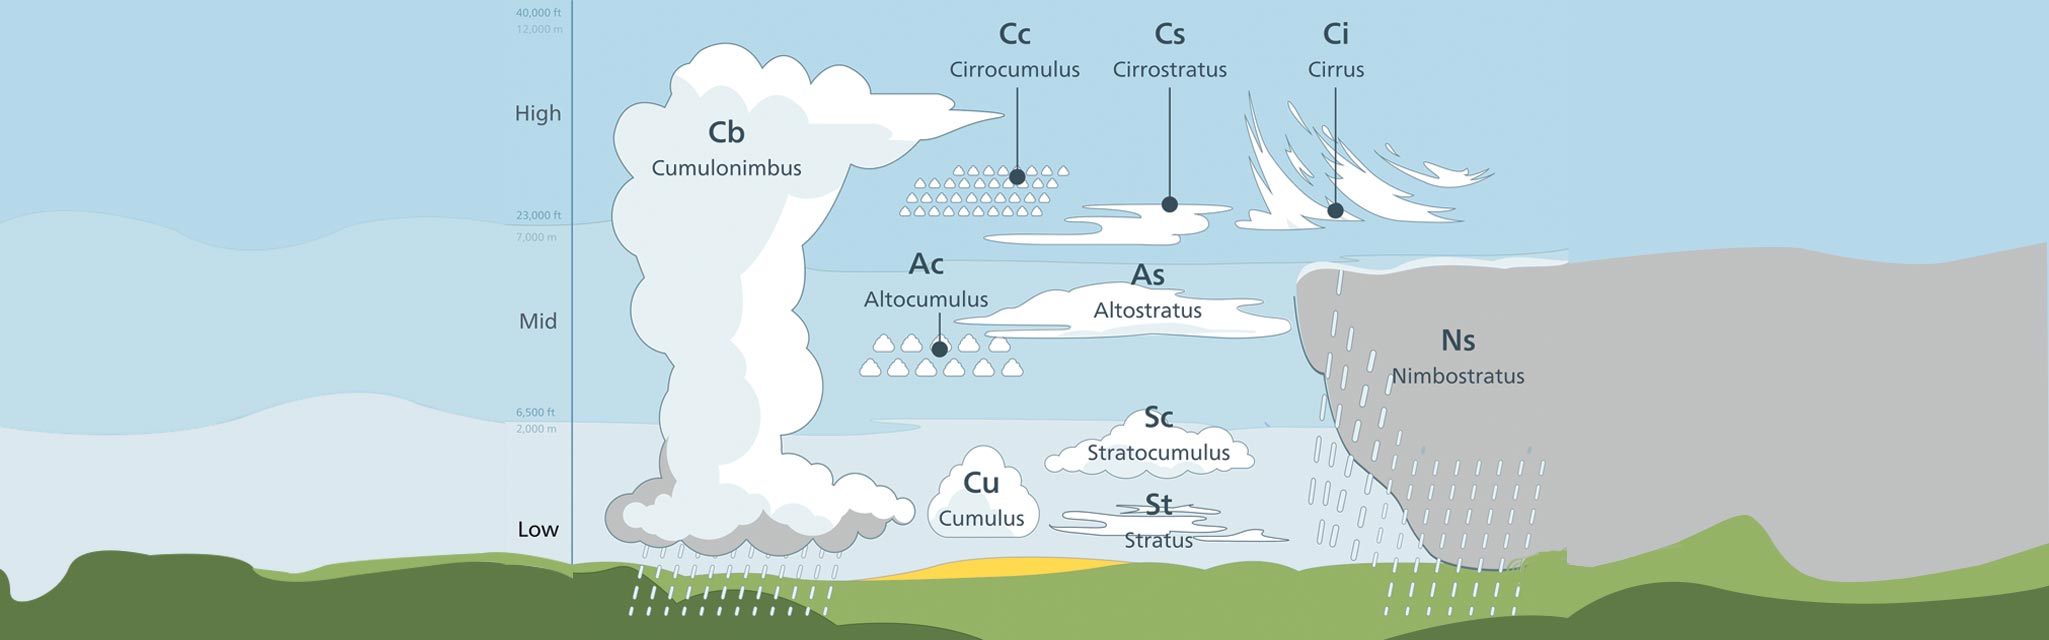 40,000 ft
12,000 m
High
23,000 ft
7,000 m
Mid
6,500 ft
2,000 m
Low
Cb
Cumulonimbus
Cc
Cirrocumulus
Cs
Cirrostratus
Ci
Cirrus
Ac
Altocumulus
As
Altostratus
Ns
Nimbostratus
Sc
Stratocumulus
Cu
Cumulus
St
Stratus